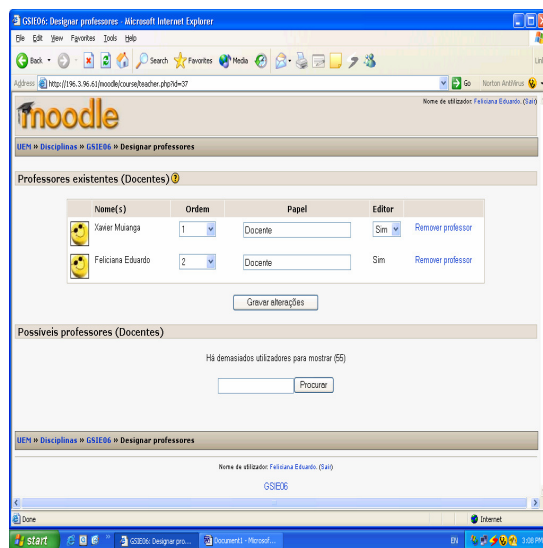 GSIE06: Designar professores - Microsoft Internet Explorer
File Edit View Favorites Tools Help
Back Search Favorites Media
Address http://196.3.96.61/moodle/course/teacher.php?id=37 Go Norton AntiVirus
moodle
Nome de utilizador: Feliciana Eduardo. (Sair)
UEM » Disciplinas » GSIE06 » Designar professores
Professores existentes (Docentes)
Nome(s) Ordem Papel Editor
Xavier Muianga 1 Docente Sim Remover professor
Feliciana Eduardo 2 Docente Sim Remover professor
Gravar alterações
Possíveis professores (Docentes)
Há demasiados utilizadores para mostrar (55)
Procurar
UEM » Disciplinas » GSIE06 » Designar professores
Nome de utilizador: Feliciana Eduardo. (Sair)
GSIE06
Done Internet
start GSIE06: Designar pro... Document1 - Microsof... EN 3:08 PM